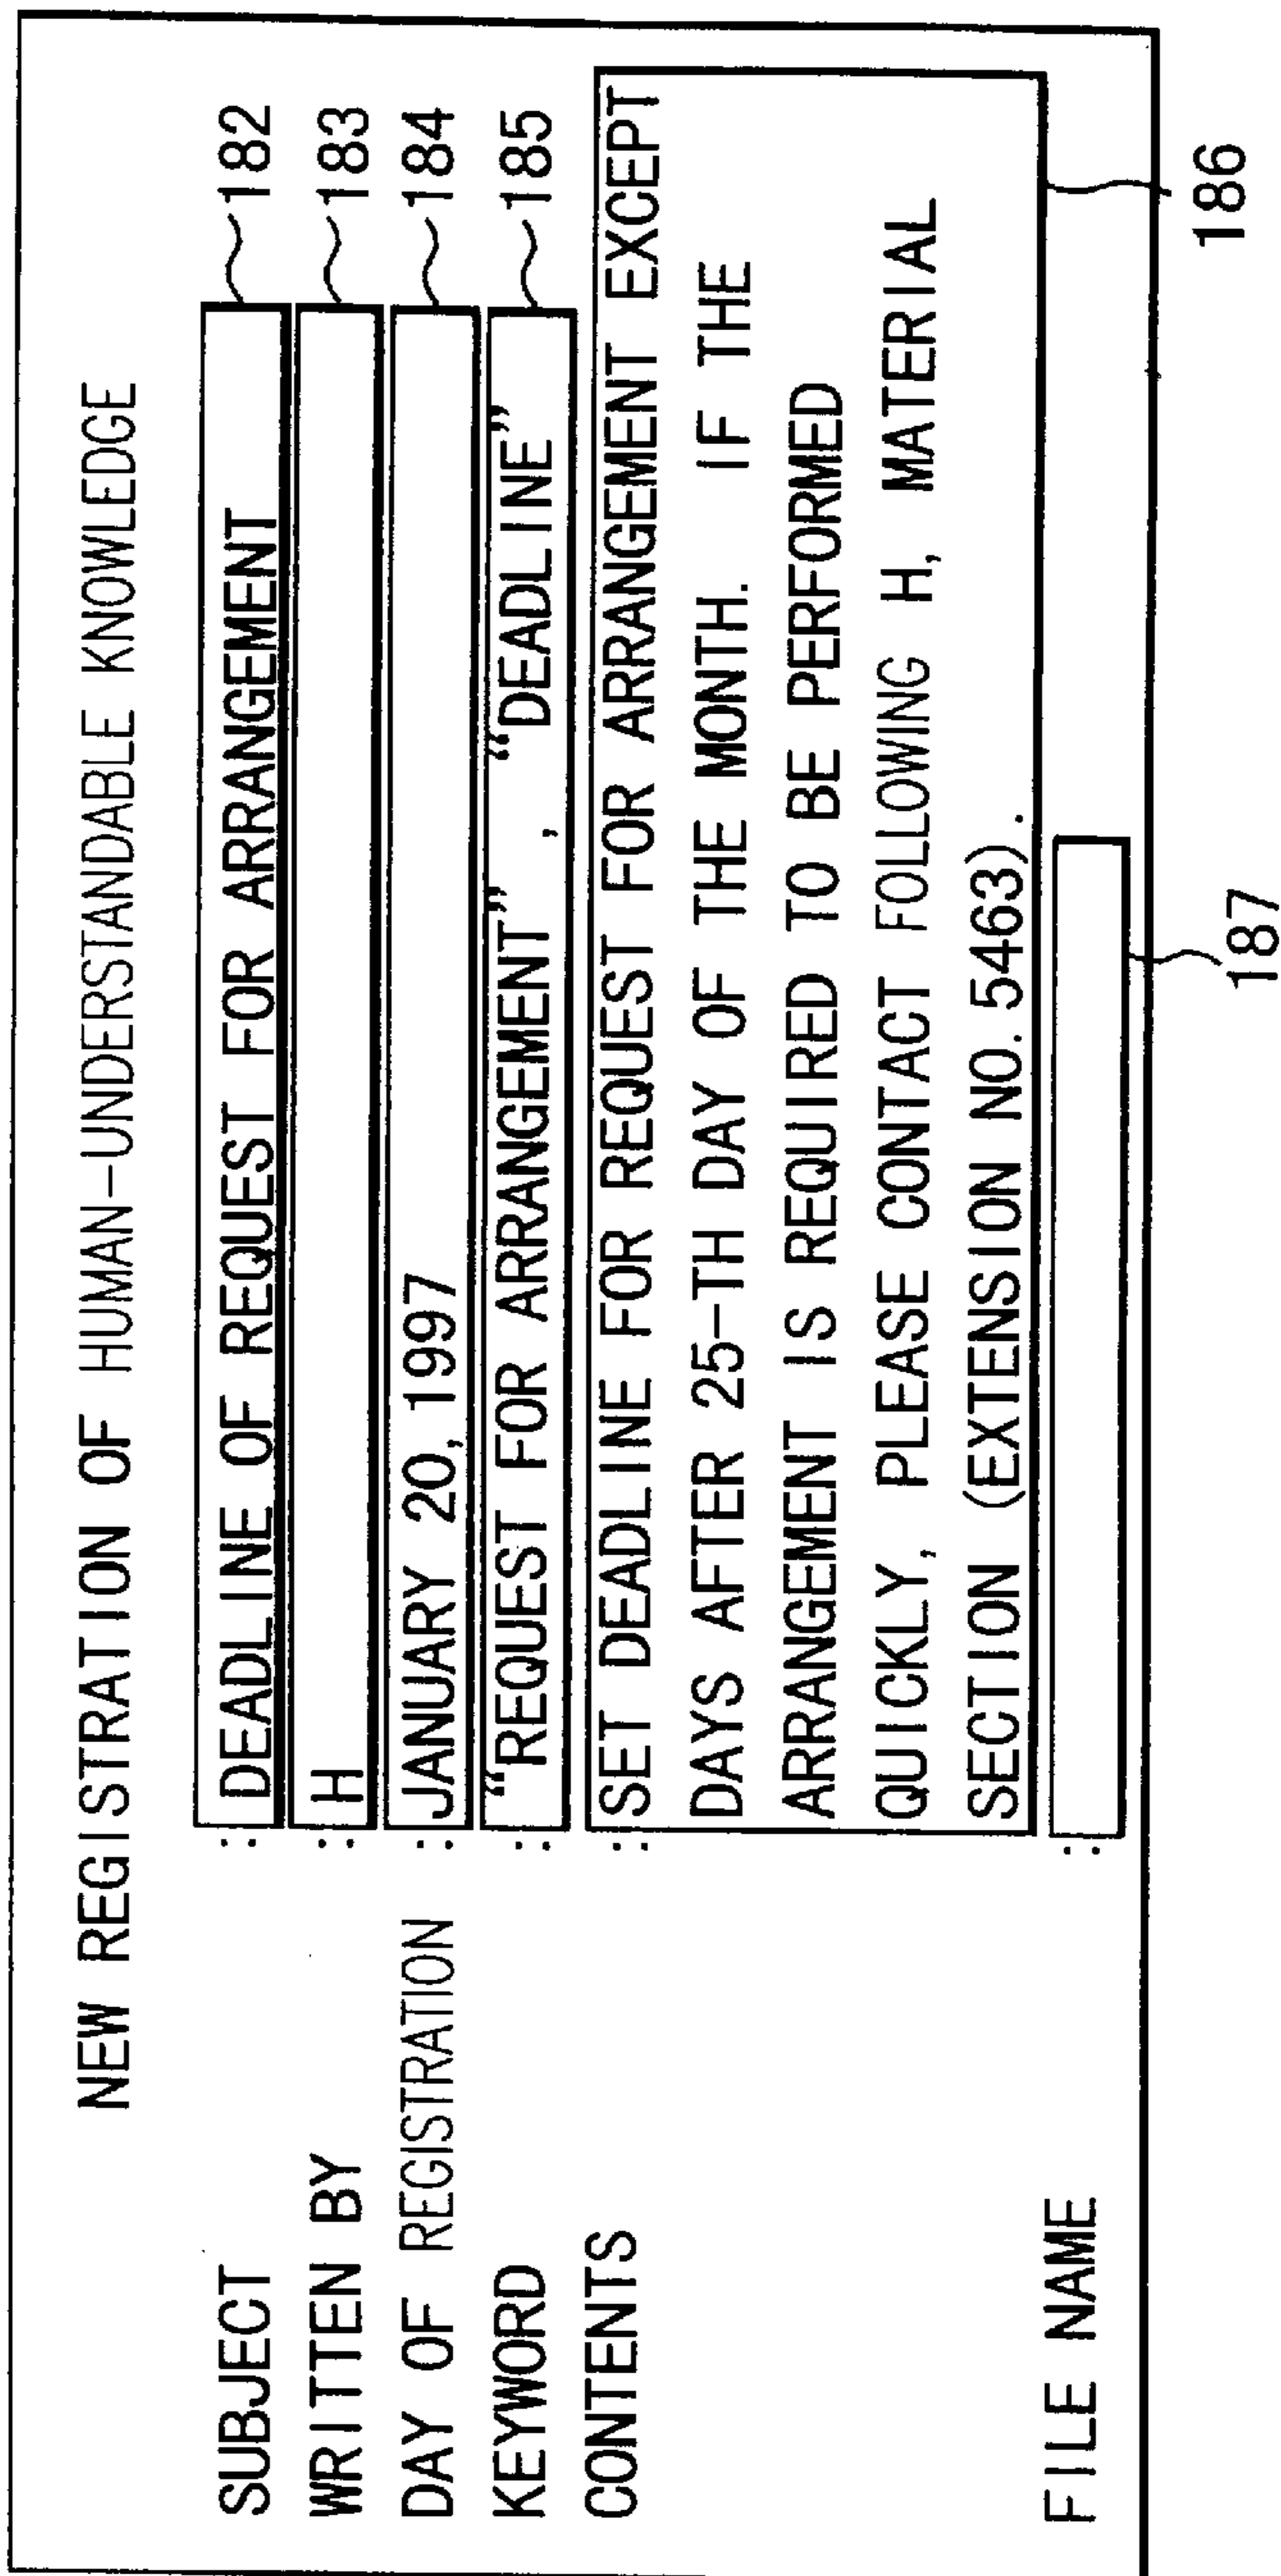 NEW REGISTRATION OF HUMAN-UNDERSTANDABLE KNOWLEDGE
SUBJECT : DEADLINE OF REQUEST FOR ARRANGEMENT 182
WRITTEN BY : H 183
DAY OF REGISTRATION : JANUARY 20, 1997 184
KEYWORD : “REQUEST FOR ARRANGEMENT”, “DEADLINE” 185
CONTENTS : SET DEADLINE FOR REQUEST FOR ARRANGEMENT EXCEPT
DAYS AFTER 25-TH DAY OF THE MONTH. IF THE
ARRANGEMENT IS REQUIRED TO BE PERFORMED
QUICKLY, PLEASE CONTACT FOLLOWING H, MATERIAL
SECTION (EXTENSION NO. 5463).
186
FILE NAME :
187